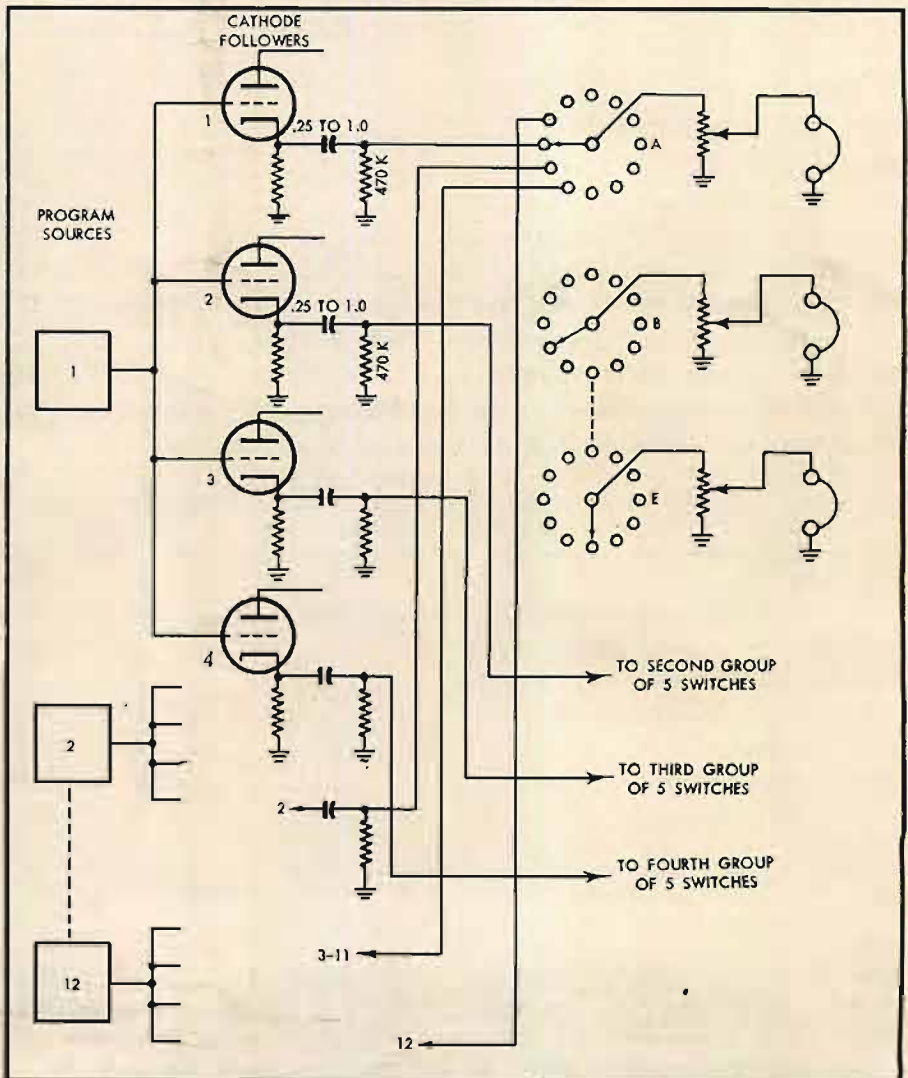 CATHODE
FOLLOWERS
1
.25 TO 1.0
470 K
A
PROGRAM
SOURCES
2
.25 TO 1.0
470 K
B
1
3
E
4
TO SECOND GROUP
OF 5 SWITCHES
2
TO THIRD GROUP
OF 5 SWITCHES
2
TO FOURTH GROUP
OF 5 SWITCHES
3-11
12
12